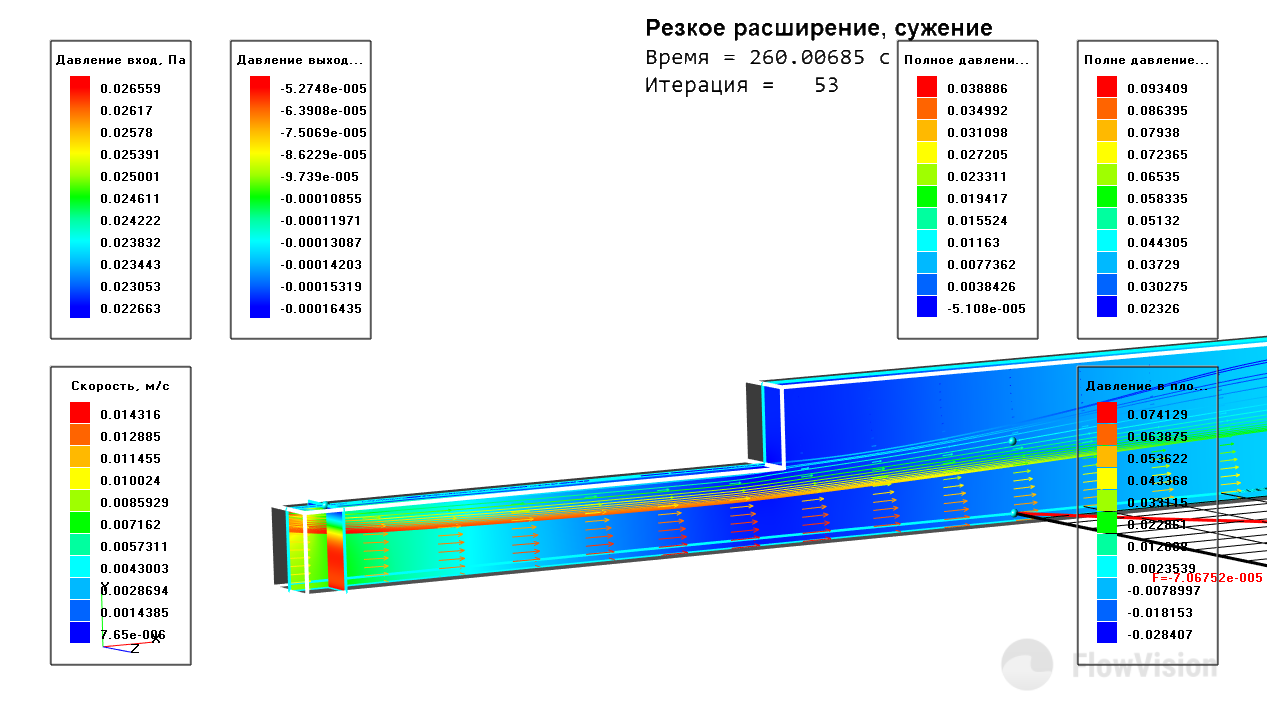 Резкое расширение, сужение
Время = 260.00685 с
Итерация = 53
Давление вход, Па
0.026559
0.02617
0.02578
0.025391
0.025001
0.024611
0.024222
0.023832
0.023443
0.023053
0.022663
Давление выход...
-5.2748e-005
-6.3908e-005
-7.5069e-005
-8.6229e-005
-9.739e-005
-0.00010855
-0.00011971
-0.00013087
-0.00014203
-0.00015319
-0.00016435
Полное давлени...
0.038886
0.034992
0.031098
0.027205
0.023311
0.019417
0.015524
0.01163
0.0077362
0.0038426
-5.108e-005
Полне давление...
0.093409
0.086395
0.07938
0.072365
0.06535
0.058335
0.05132
0.044305
0.03729
0.030275
0.02326
Скорость, м/с
0.014316
0.012885
0.011455
0.010024
0.0085929
0.007162
0.0057311
0.0043003
0.0028694
0.0014385
7.65e-006
Y
X
Z
Давление в пло...
0.074129
0.063875
0.053622
0.043368
0.033115
0.022861
0.012608
0.0023539
-0.0078997
-0.018153
-0.028407
F=-7.06752e-005
FlowVision